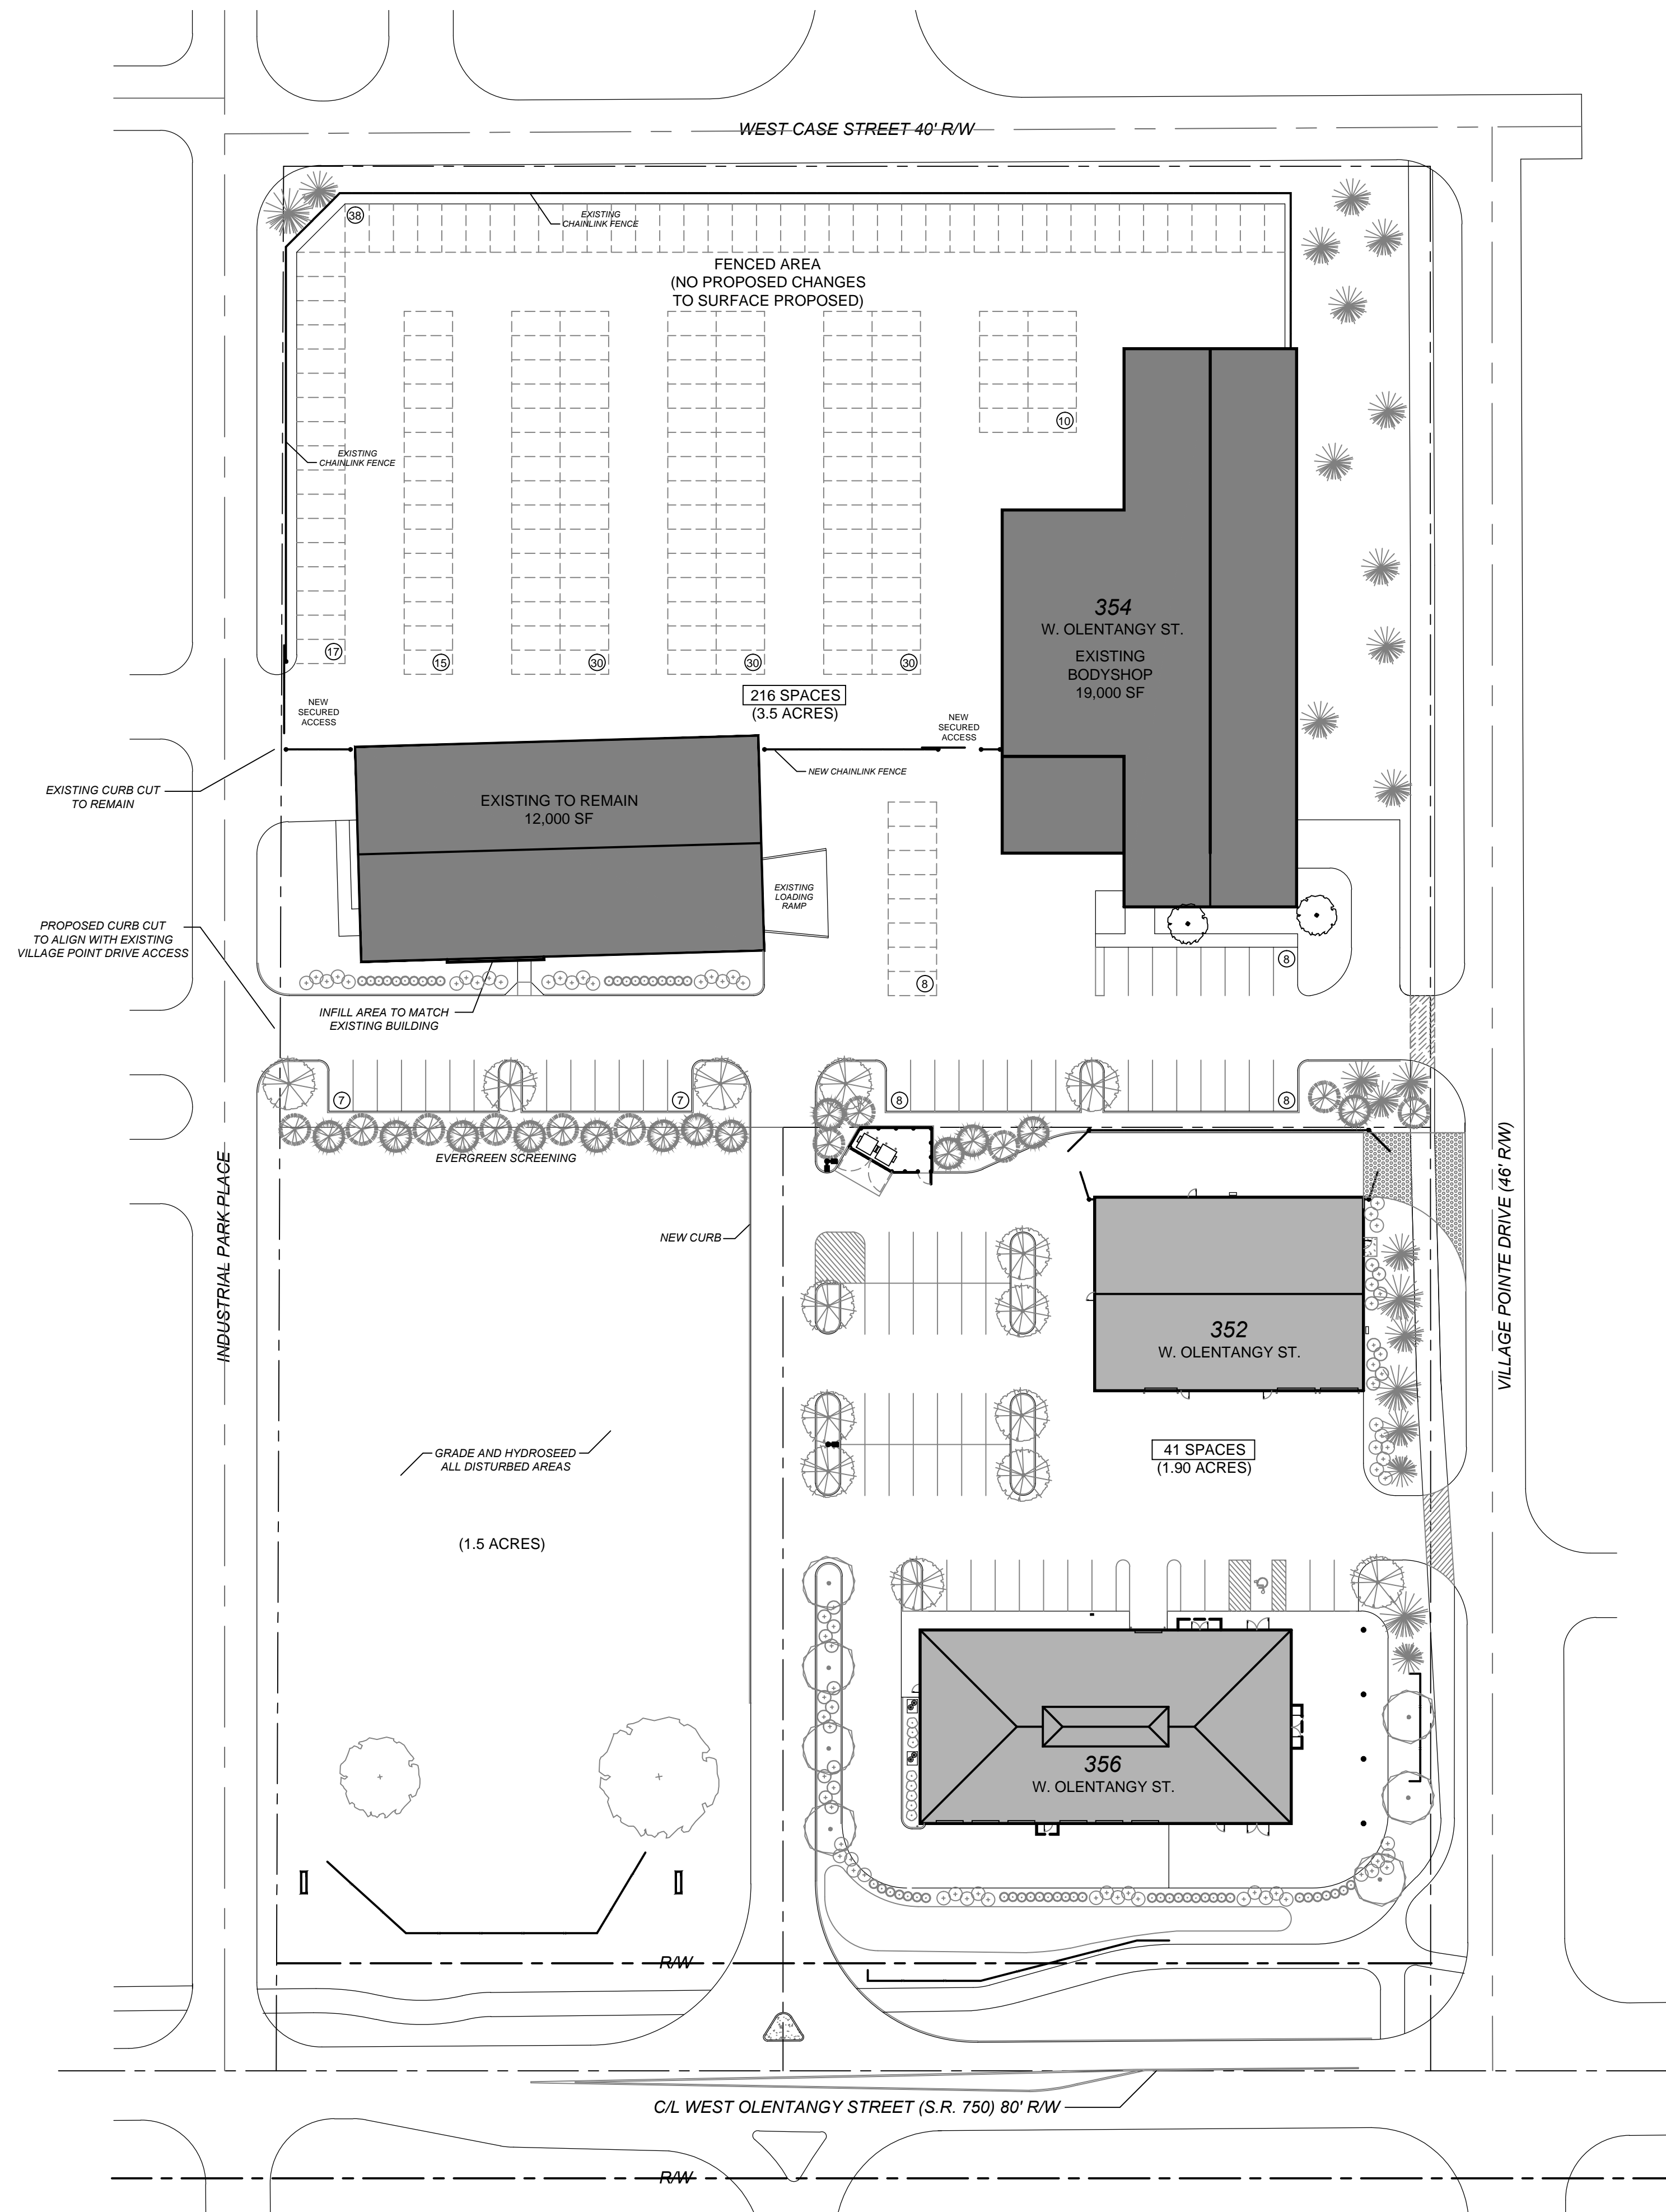 WEST CASE STREET 40' R/W
38
EXISTING
CHAINLINK FENCE
FENCED AREA
(NO PROPOSED CHANGES
TO SURFACE PROPOSED)
10
EXISTING
CHAINLINK FENCE
354
W. OLENTANGY ST.
EXISTING
BODYSHOP
19,000 SF
17
15
30
30
30
216 SPACES
(3.5 ACRES)
NEW
SECURED
ACCESS
NEW
SECURED
ACCESS
NEW CHAINLINK FENCE
EXISTING CURB CUT
TO REMAIN
EXISTING TO REMAIN
12,000 SF
EXISTING
LOADING
RAMP
PROPOSED CURB CUT
TO ALIGN WITH EXISTING
VILLAGE POINT DRIVE ACCESS
8
8
INFILL AREA TO MATCH
EXISTING BUILDING
7
7
8
8
EVERGREEN SCREENING
INDUSTRIAL PARK PLACE
VILLAGE POINTE DRIVE (46' R/W)
NEW CURB
352
W. OLENTANGY ST.
GRADE AND HYDROSEED
ALL DISTURBED AREAS
41 SPACES
(1.90 ACRES)
(1.5 ACRES)
356
W. OLENTANGY ST.
R/W
C/L WEST OLENTANGY STREET (S.R. 750) 80' R/W
R/W